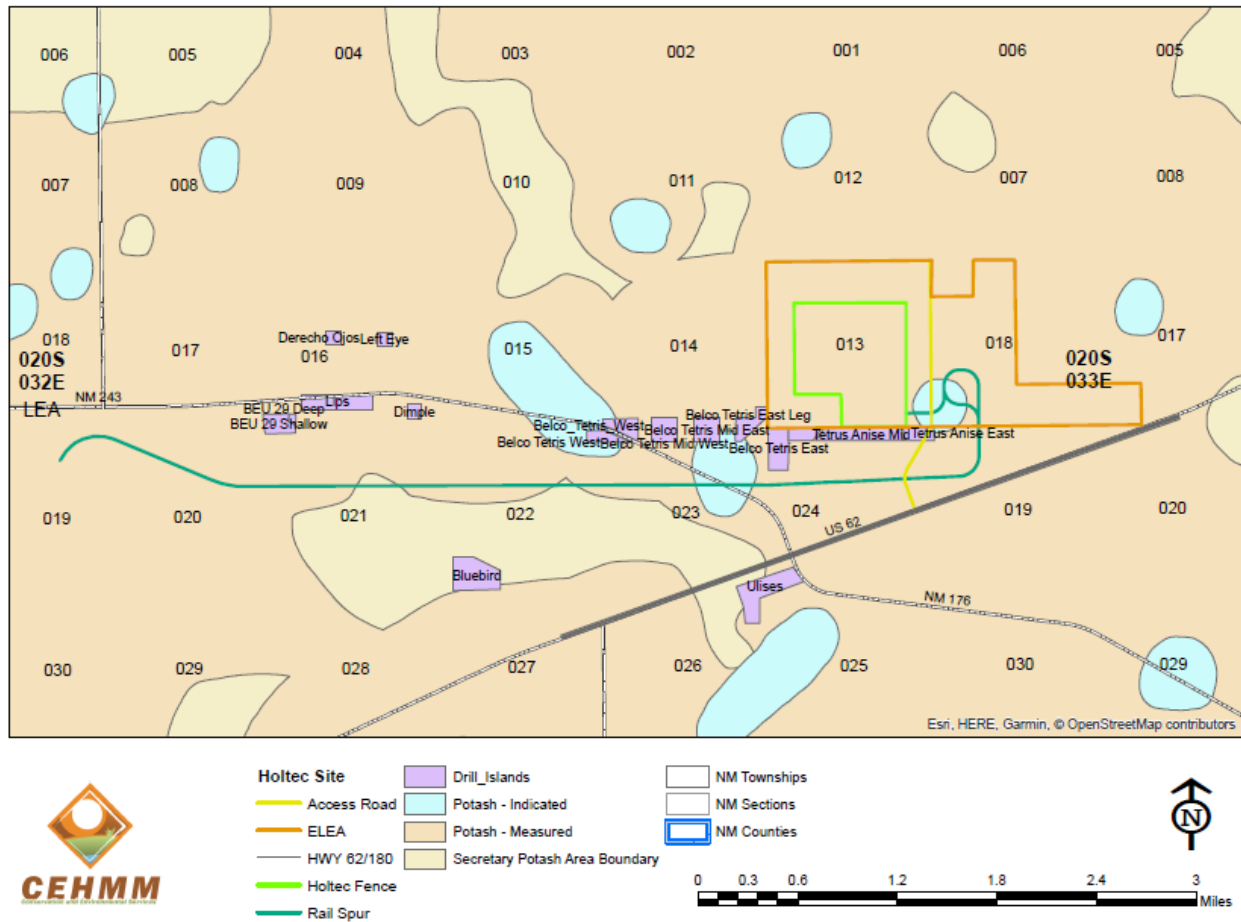 006 005 004 003 002 001 006 005
007 008 009 010 011 012 007 008
018 017 016 015 014 013 018 017
020S
032E
LEA
020S
033E
Derecho Ojos
Left Eye
NM 243
Lips
BEU 29 Deep
BEU 29 Shallow
Dimple
Belco_Tetris_West
Belco Tetris West
Belco Tetris East Leg
Belco Tetris Mid East
Belco Tetris Mid West
Belco Tetris East
Tetrus Anise Mid
Tetrus Anise East
019 020 021 022 023 024 019 020
US 62
Bluebird
Ulises
NM 176
030 029 028 027 026 025 030 029
Esri, HERE, Garmin, © OpenStreetMap contributors
CEHMM
Holtec Site
Access Road
ELEA
HWY 62/180
Holtec Fence
Rail Spur
Drill_Islands
Potash - Indicated
Potash - Measured
Secretary Potash Area Boundary
NM Townships
NM Sections
NM Counties
N
0 0.3 0.6 1.2 1.8 2.4 3
Miles